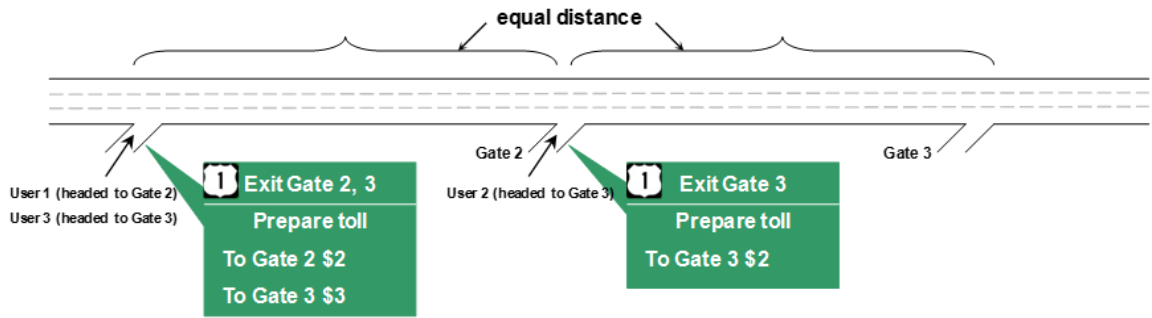 equal distance
Gate 2
Gate 3
User 1 (headed to Gate 2)
User 3 (headed to Gate 3)
1 Exit Gate 2, 3
Prepare toll
To Gate 2 $2
To Gate 3 $3
User 2 (headed to Gate 3)
1 Exit Gate 3
Prepare toll
To Gate 3 $2